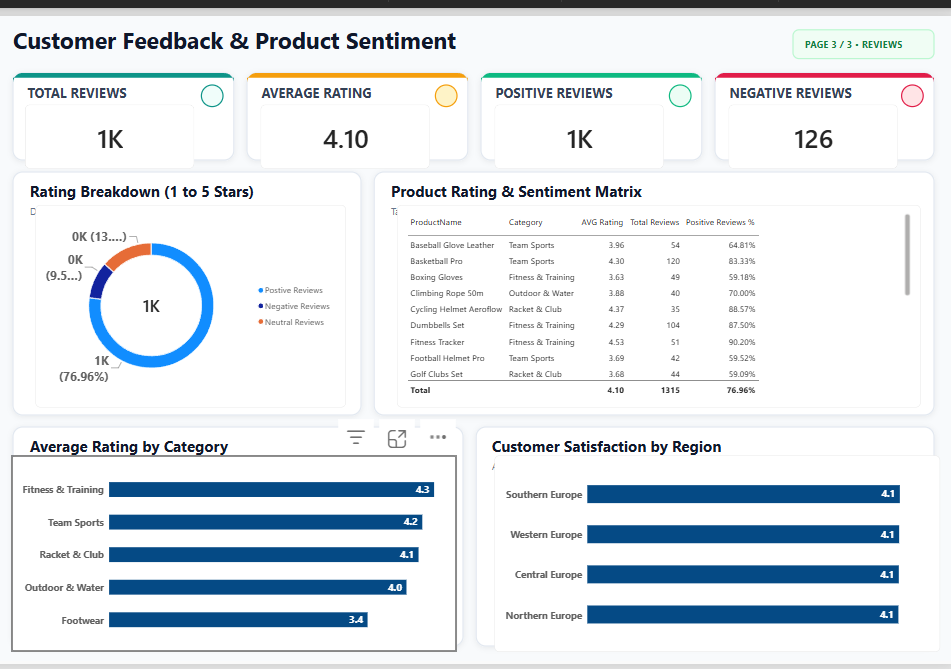 Customer Feedback & Product Sentiment
PAGE 3 / 3 • REVIEWS
TOTAL REVIEWS
1K
AVERAGE RATING
4.10
POSITIVE REVIEWS
1K
NEGATIVE REVIEWS
126
Rating Breakdown (1 to 5 Stars)
D
0K (13....)
0K
(9.5...)
1K
1K
(76.96%)
Postive Reviews
Negative Reviews
Neutral Reviews
Product Rating & Sentiment Matrix
Ta
ProductName Category AVG Rating Total Reviews Positive Reviews %
Baseball Glove Leather Team Sports 3.96 54 64.81%
Basketball Pro Team Sports 4.30 120 83.33%
Boxing Gloves Fitness & Training 3.63 49 59.18%
Climbing Rope 50m Outdoor & Water 3.88 40 70.00%
Cycling Helmet Aeroflow Racket & Club 4.37 35 88.57%
Dumbbells Set Fitness & Training 4.29 104 87.50%
Fitness Tracker Fitness & Training 4.53 51 90.20%
Football Helmet Pro Team Sports 3.69 42 59.52%
Golf Clubs Set Racket & Club 3.68 44 59.09%
Total 4.10 1315 76.96%
Average Rating by Category
Fitness & Training 4.3
Team Sports 4.2
Racket & Club 4.1
Outdoor & Water 4.0
Footwear 3.4
Customer Satisfaction by Region
Southern Europe 4.1
Western Europe 4.1
Central Europe 4.1
Northern Europe 4.1